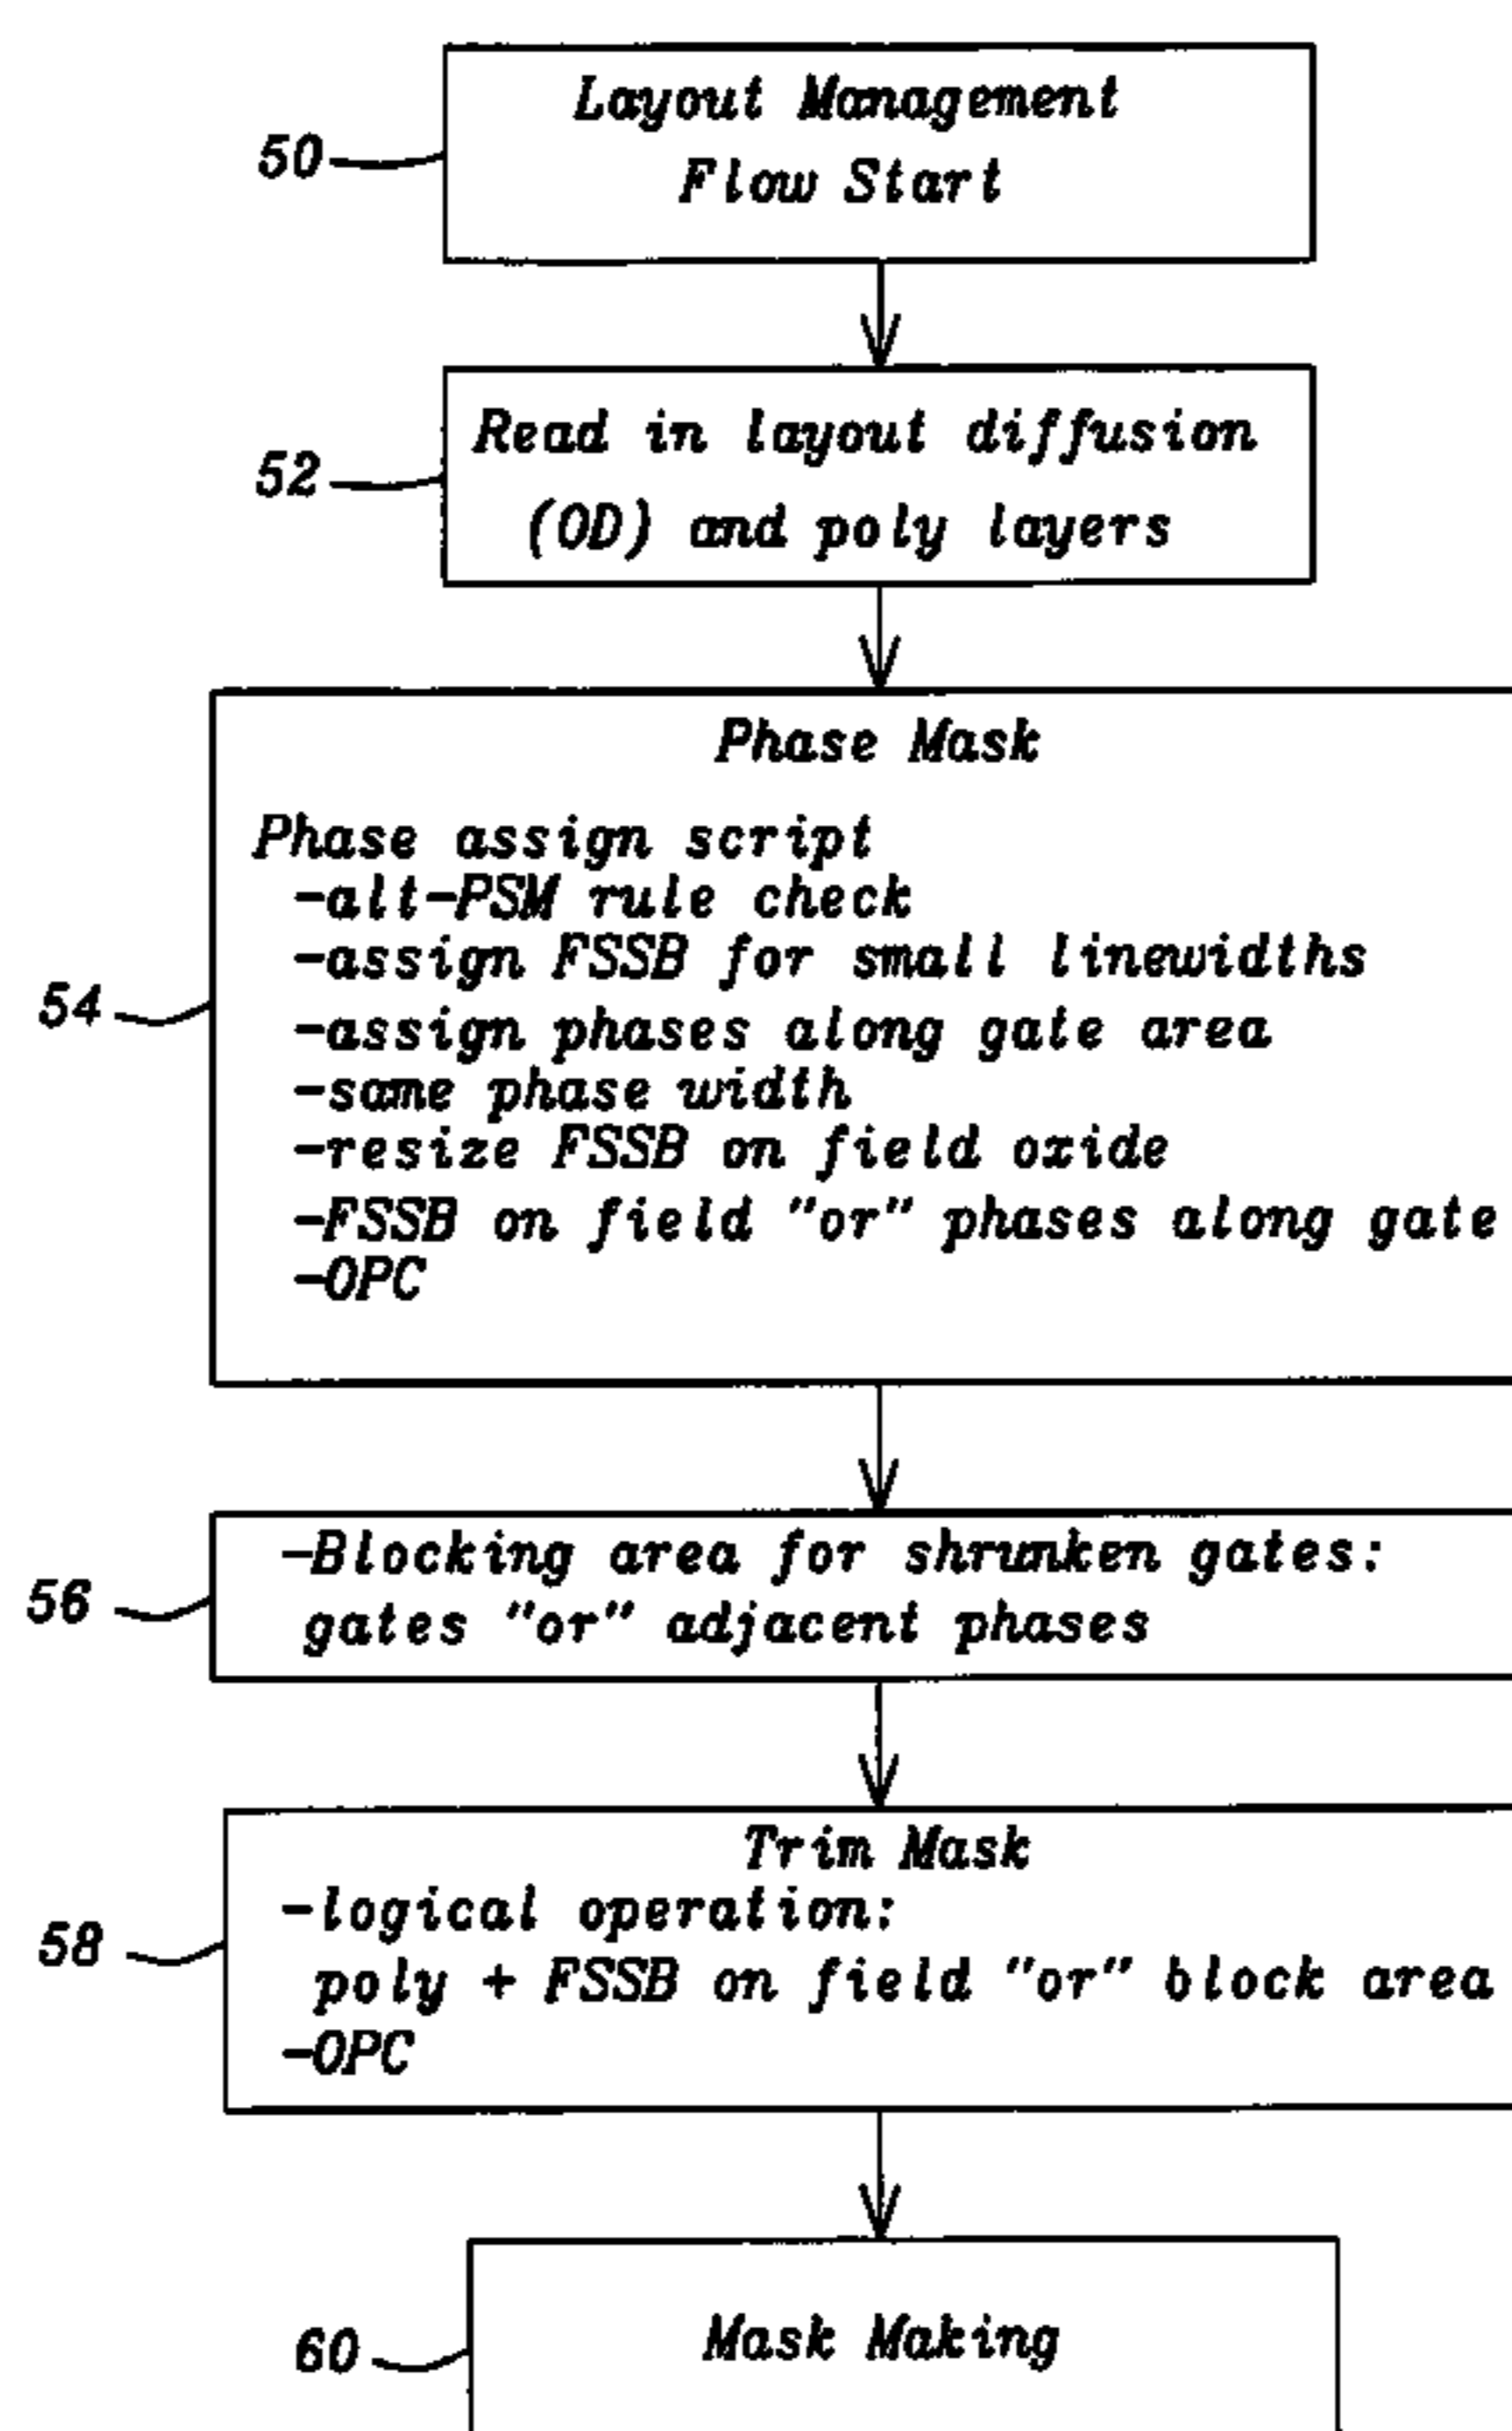 Layout Management
Flow Start
50
Read in layout diffusion
(OD) and poly layers
52
Phase Mask
Phase assign script
-alt-PSM rule check
-assign FSSB for small linewidths
-assign phases along gate area
-same phase width
-resize FSSB on field oxide
-FSSB on field "or" phases along gate
-OPC
54
-Blocking area for shrunken gates:
gates "or" adjacent phases
56
Trim Mask
-logical operation:
poly + FSSB on field "or" block area
-OPC
58
Mask Making
60